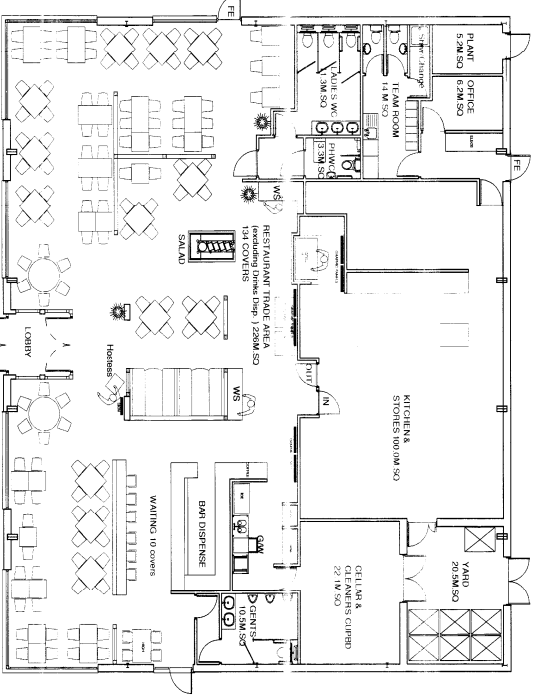 FE
PLANT
5.2M.SQ
OFFICE
6.2M.SQ
Staff Change
TEAM ROOM
14 M.SQ
LADIES WC
PHWC
3.3M.SQ
FE
WS
RESTAURANT TRADE AREA
(excluding Drinks Disp. ) 226M.SQ
134 COVERS
SALAD
LOBBY
Hostess
WS
OUT
IN
KITCHEN &
STORES 100.0M.SQ
WAITING 10 covers
BAR DISPENSE
G/W
CELLAR &
CLEANERS CUPBD
22.1M.SQ
YARD
20.5M.SQ
GENTS
10.5M.SQ